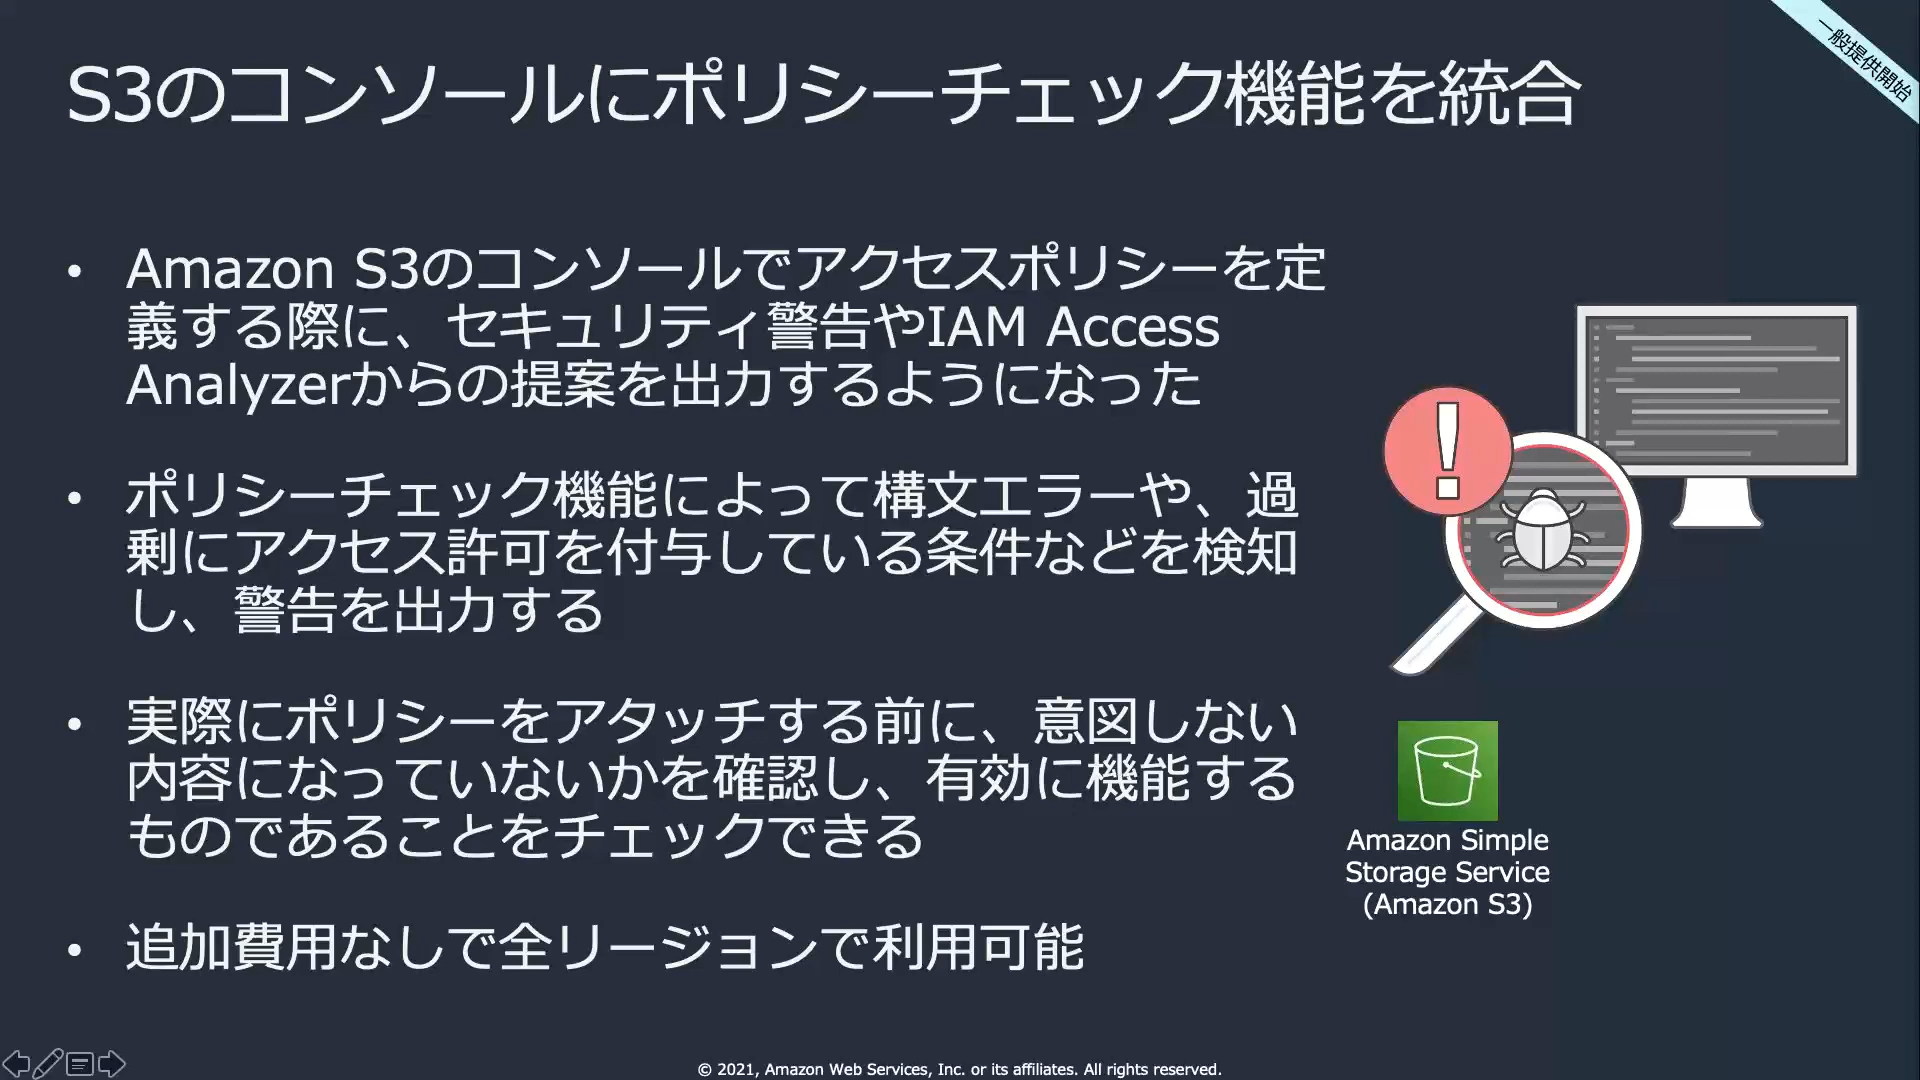 S3のコンソールにポリシーチェック機能を統合
一般提供開始
• Amazon S3のコンソールでアクセスポリシーを定
義する際に、セキュリティ警告やIAM Access
Analyzerからの提案を出力するようになった
• ポリシーチェック機能によって構文エラーや、過
剰にアクセス許可を付与している条件などを検知
し、警告を出力する
• 実際にポリシーをアタッチする前に、意図しない
内容になっていないかを確認し、有効に機能する
ものであることをチェックできる
• 追加費用なしで全リージョンで利用可能
Amazon Simple
Storage Service
(Amazon S3)
© 2021, Amazon Web Services, Inc. or its affiliates. All rights reserved.